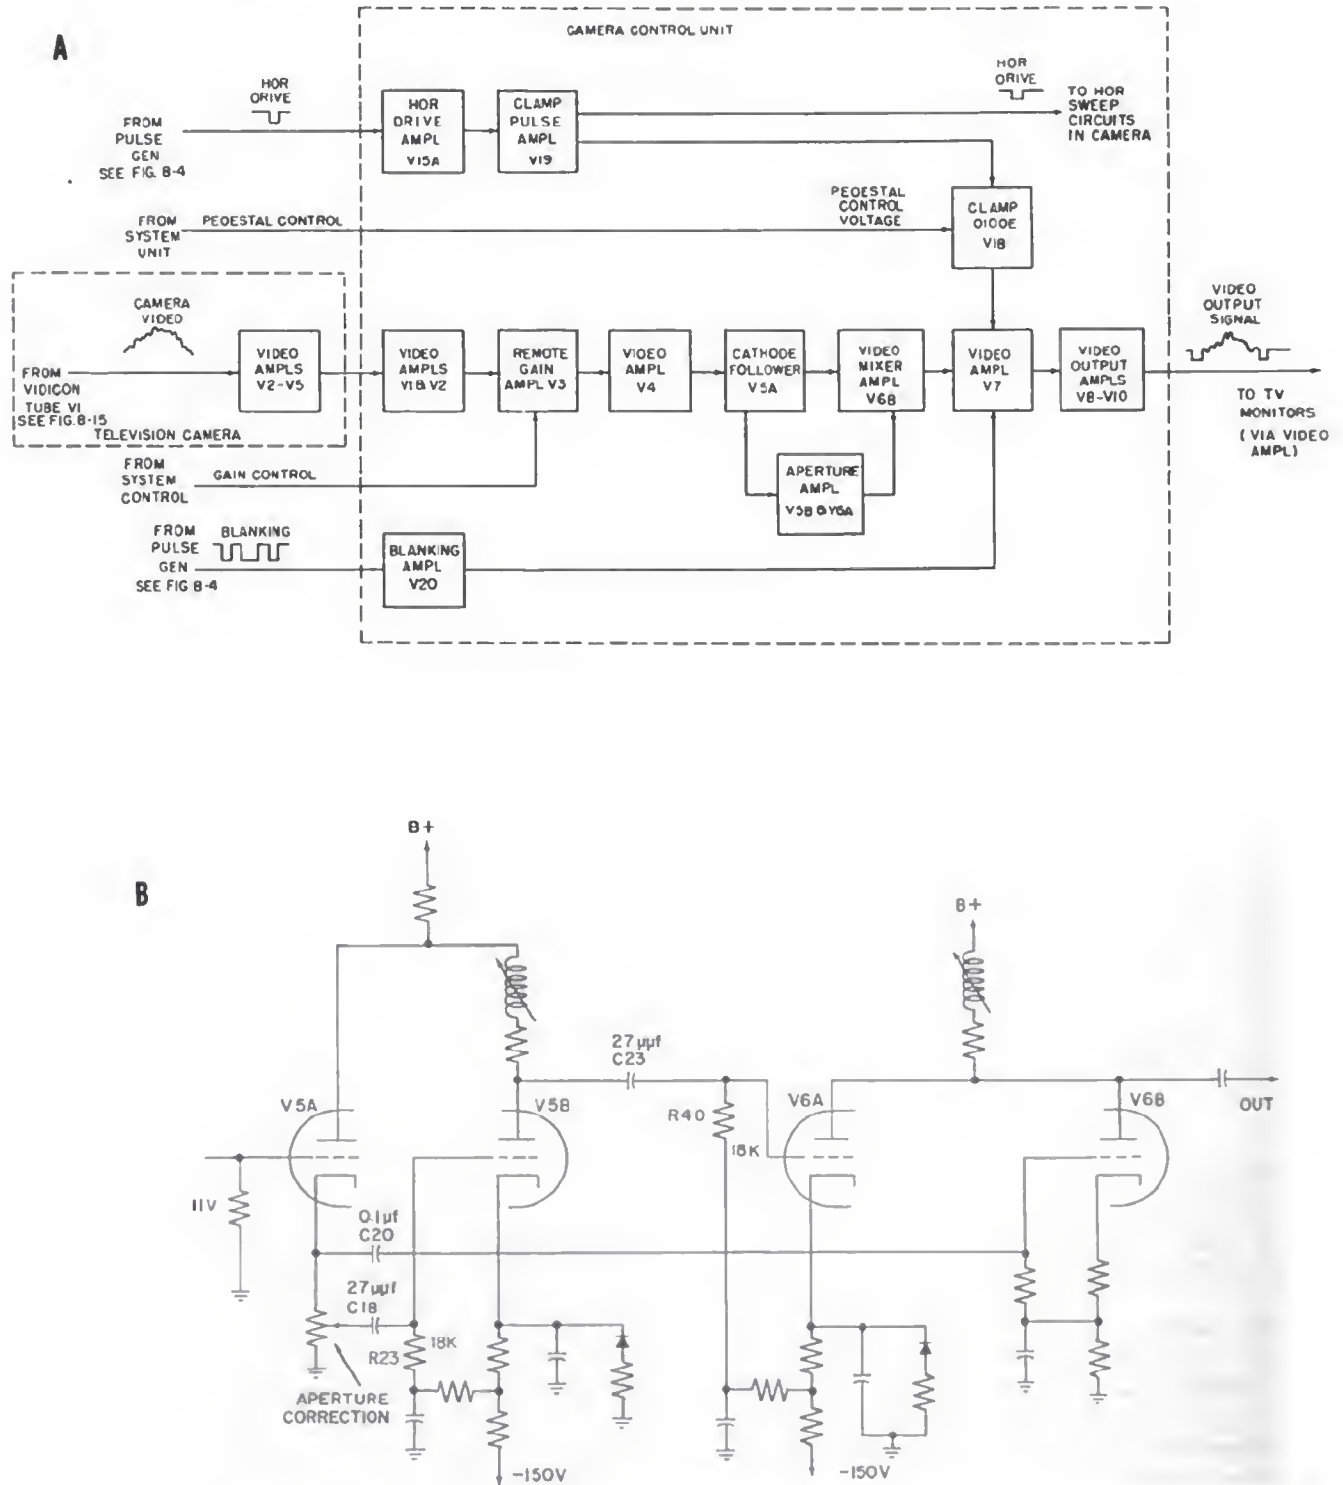 A
CAMERA CONTROL UNIT
HOR
DRIVE
HOR
DRIVE
TO HOR
SWEEP
CIRCUITS
IN CAMERA
FROM
PULSE
GEN
SEE FIG. 8-4
HOR
DRIVE
AMPL
V15A
CLAMP
PULSE
AMPL
V19
FROM
SYSTEM
UNIT
PEDESTAL CONTROL
PEDESTAL
CONTROL
VOLTAGE
CLAMP
DIODE
V18
CAMERA
VIDEO
FROM
VIDICON
TUBE V1
SEE FIG. 8-15
VIDEO
AMPLS
V2-V5
TELEVISION CAMERA
VIDEO
AMPLS
V1 & V2
REMOTE
GAIN
AMPL V3
VIDEO
AMPL
V4
CATHODE
FOLLOWER
V5A
VIDEO
MIXER
AMPL
V6B
VIDEO
AMPL
V7
VIDEO
OUTPUT
AMPLS
V8-V10
VIDEO
OUTPUT
SIGNAL
TO TV
MONITORS
(VIA VIDEO
AMPL)
FROM
SYSTEM
CONTROL
GAIN CONTROL
APERTURE
AMPL
V5B & V6A
FROM
PULSE
GEN
SEE FIG 8-4
BLANKING
BLANKING
AMPL
V20
B
B+
B+
27 µµf
C23
V5A
V5B
R40
18K
V6A
V6B
OUT
11V
0.1µf
C20
27µµf
C18
18K
R23
APERTURE
CORRECTION
-150V
-150V